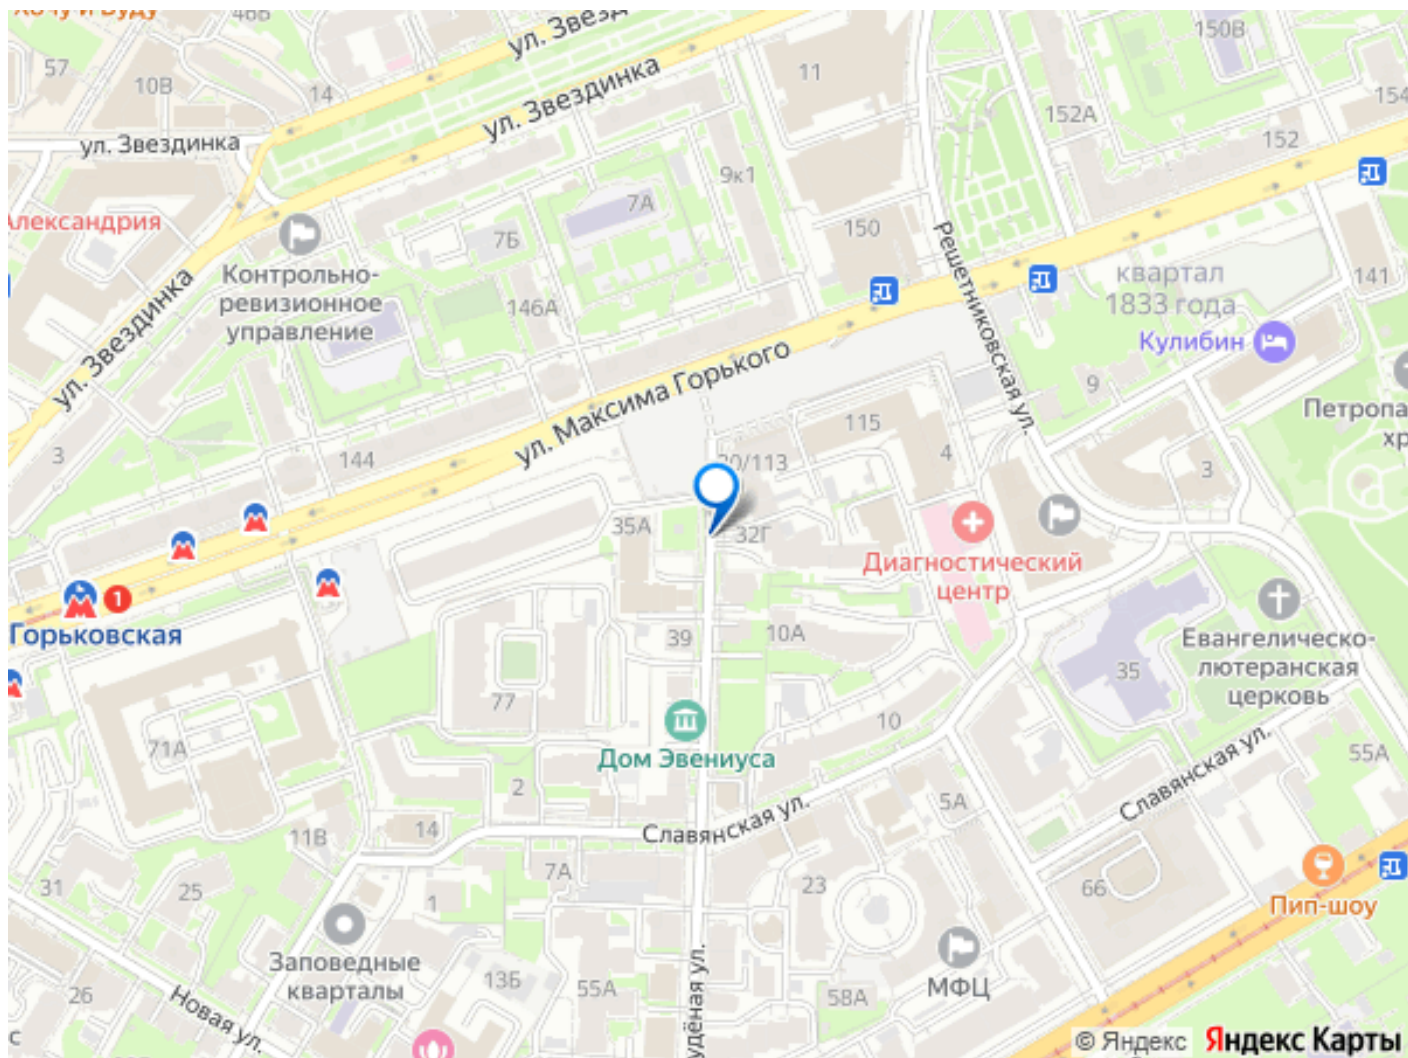 46В
57
10В
14
ул. Звездинка
11
150В
154
152А
152
ул. Звездинка
9к1
7А
Александрия
7Б
150
Решетниковская ул.
Контрольно-
ревизионное
управление
146А
квартал
1833 года
141
ул. Звездинка
Кулибин
ул. Максима Горького
9
115
Петропа
хр
3
144
20/113
4
3
35А
32Г
Диагностический
центр
1
Горьковская
39
10А
Евангелическо-
лютеранская
церковь
35
77
10
71А
Дом Эвениуса
2
55А
Славянская ул.
5А
Славянская ул.
11В
14
7А
31
25
1
23
66
Пип-шоу
Заповедные
кварталы
13Б
55А
58А
МФЦ
26
Новая ул.
с
удёная ул.
© Яндекс
Яндекс Карты